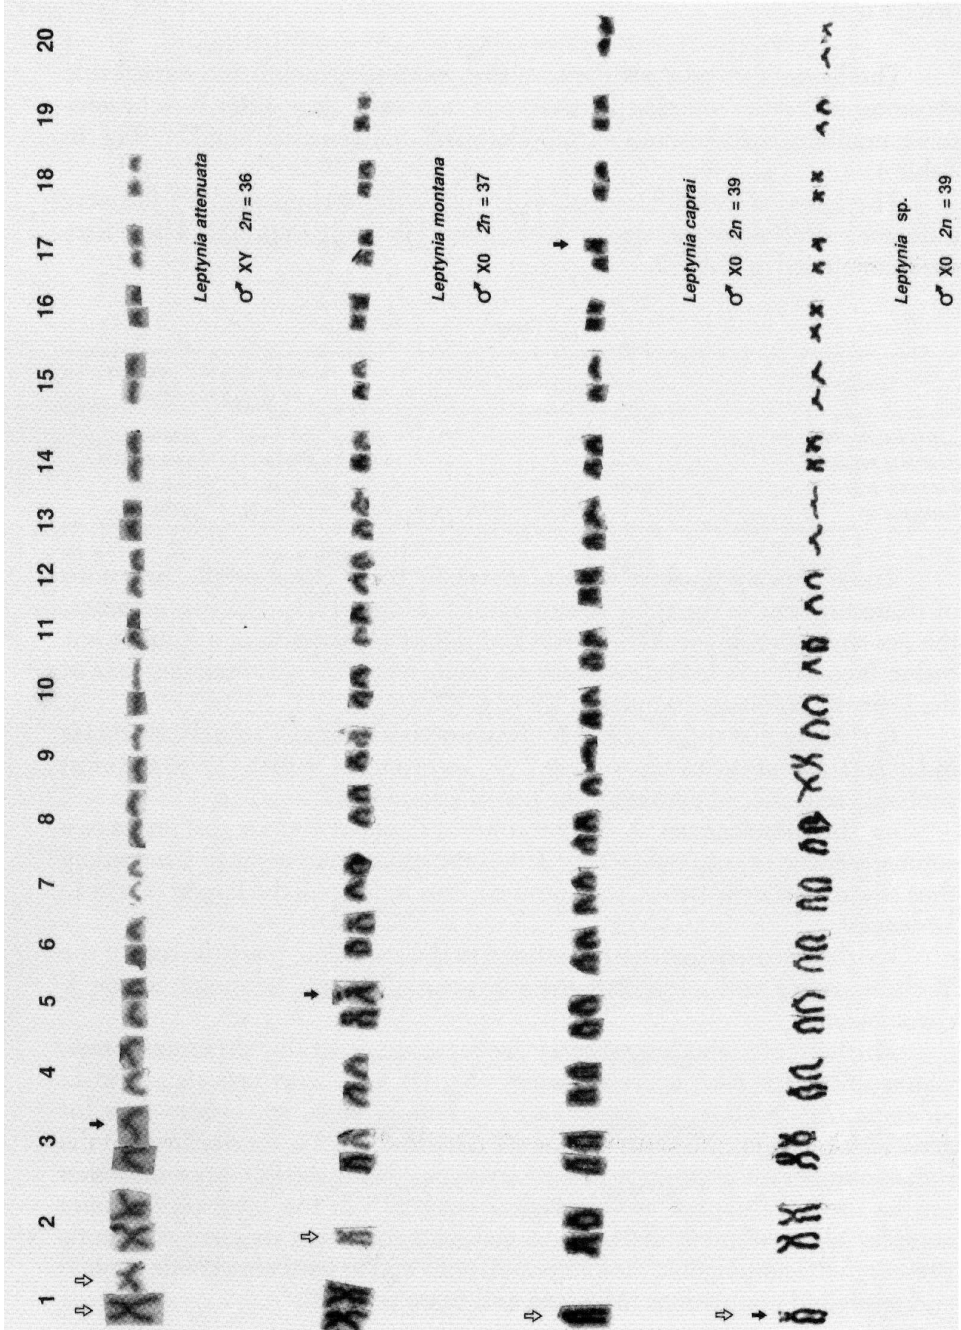 1 2 3 4 5 6 7 8 9 10 11 12 13 14 15 16 17 18 19 20
Leptynia attenuata
♂ XY 2n = 36
Leptynia montana
♂ X0 2n = 37
Leptynia caprai
♂ X0 2n = 39
Leptynia sp.
♂ X0 2n = 39